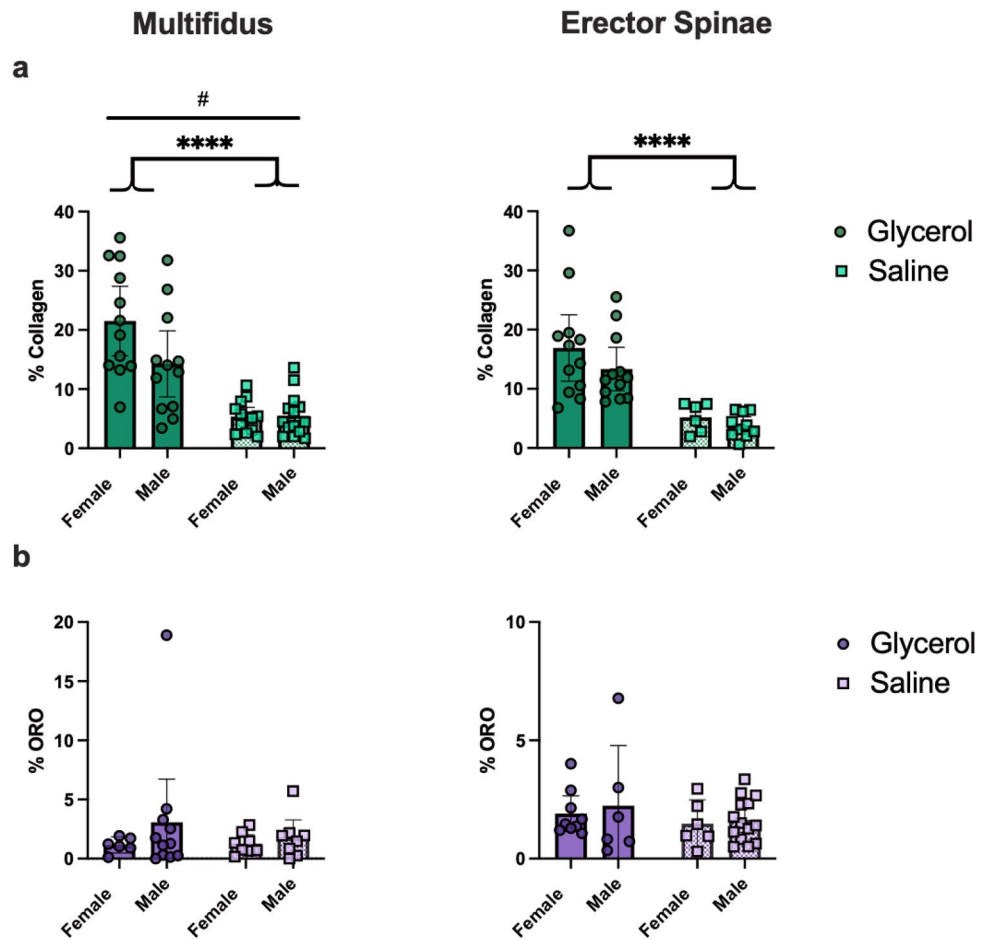 Multifidus
Erector Spinae
a
#
****
****
40
30
20
10
0
% Collagen
Female
Male
Female
Male
40
30
20
10
0
% Collagen
Female
Male
Female
Male
Glycerol
Saline
b
20
15
10
5
0
% ORO
Female
Male
Female
Male
10
5
0
% ORO
Female
Male
Female
Male
Glycerol
Saline